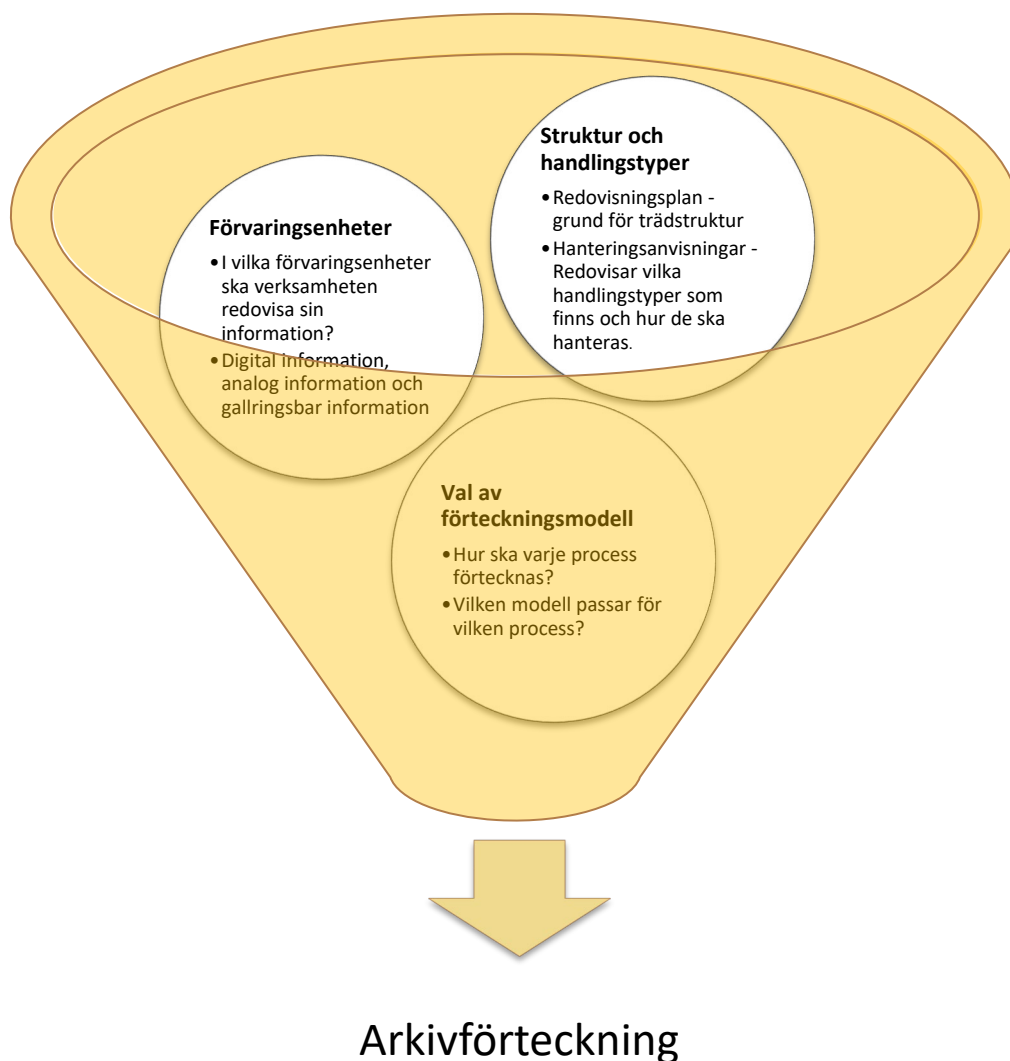 Struktur och
handlingstyper
•Redovisningsplan -
grund för trädstruktur
•Hanteringsanvisningar -
Redovisar vilka
handlingstyper som
finns och hur de ska
hanteras.
Förvaringsenheter
•I vilka förvaringsenheter
ska verksamheten
redovisa sin
information?
•Digital information,
analog information och
gallringsbar information
Val av
förteckningsmodell
•Hur ska varje process
förtecknas?
•Vilken modell passar för
vilken process?
Arkivförteckning